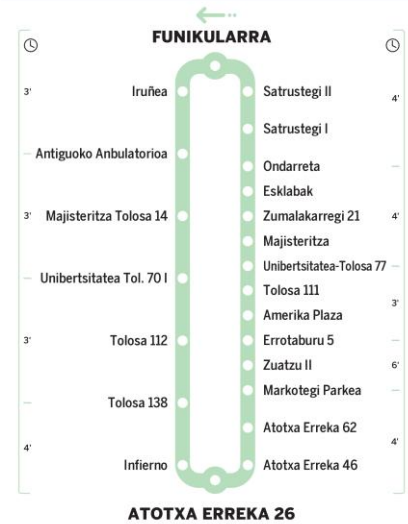 FUNIKULARRA
3'
Iruñea
Satrustegi II
4'
Satrustegi I
Antiguoko Anbulatorioa
Ondarreta
Esklabak
3'
Majisteritza Tolosa 14
Zumalakarregi 21
4'
Majisteritza
Unibertsitatea Tol. 70 I
Unibertsitatea-Tolosa 77
Tolosa 111
3'
Amerika Plaza
3'
Tolosa 112
Errotaburu 5
Zuatzu II
6'
Markotegi Parkea
Tolosa 138
Atotxa Erreka 62
4'
4'
Infierno
Atotxa Erreka 46
ATOTXA ERREKA 26